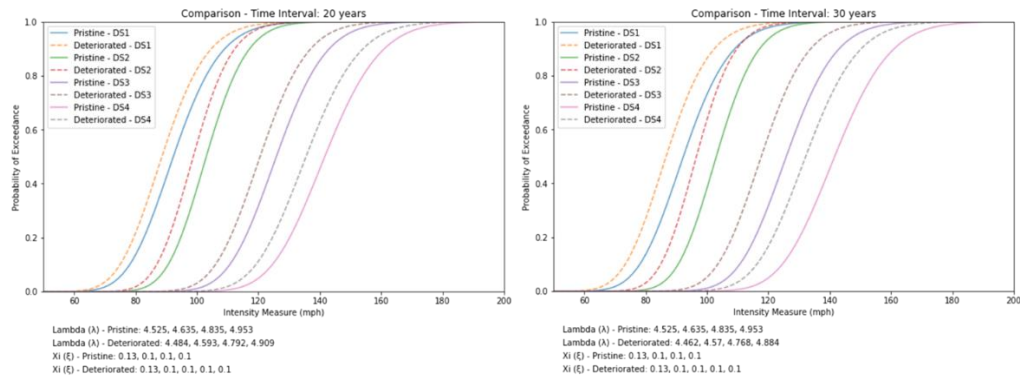 Comparison - Time Interval: 20 years
Pristine - DS1
Deteriorated - DS1
Pristine - DS2
Deteriorated - DS2
Pristine - DS3
Deteriorated - DS3
Pristine - DS4
Deteriorated - DS4
Probability of Exceedance
1.0
0.8
0.6
0.4
0.2
0.0
60 80 100 120 140 160 180 200
Intensity Measure (mph)
Lambda (λ) - Pristine: 4.525, 4.635, 4.835, 4.953
Lambda (λ) - Deteriorated: 4.484, 4.593, 4.792, 4.909
Xi (ξ) - Pristine: 0.13, 0.1, 0.1, 0.1
Xi (ξ) - Deteriorated: 0.13, 0.1, 0.1, 0.1, 0.1
Comparison - Time Interval: 30 years
Pristine - DS1
Deteriorated - DS1
Pristine - DS2
Deteriorated - DS2
Pristine - DS3
Deteriorated - DS3
Pristine - DS4
Deteriorated - DS4
Probability of Exceedance
1.0
0.8
0.6
0.4
0.2
0.0
60 80 100 120 140 160 180 200
Intensity Measure (mph)
Lambda (λ) - Pristine: 4.525, 4.635, 4.835, 4.953
Lambda (λ) - Deteriorated: 4.462, 4.57, 4.768, 4.884
Xi (ξ) - Pristine: 0.13, 0.1, 0.1, 0.1
Xi (ξ) - Deteriorated: 0.13, 0.1, 0.1, 0.1, 0.1